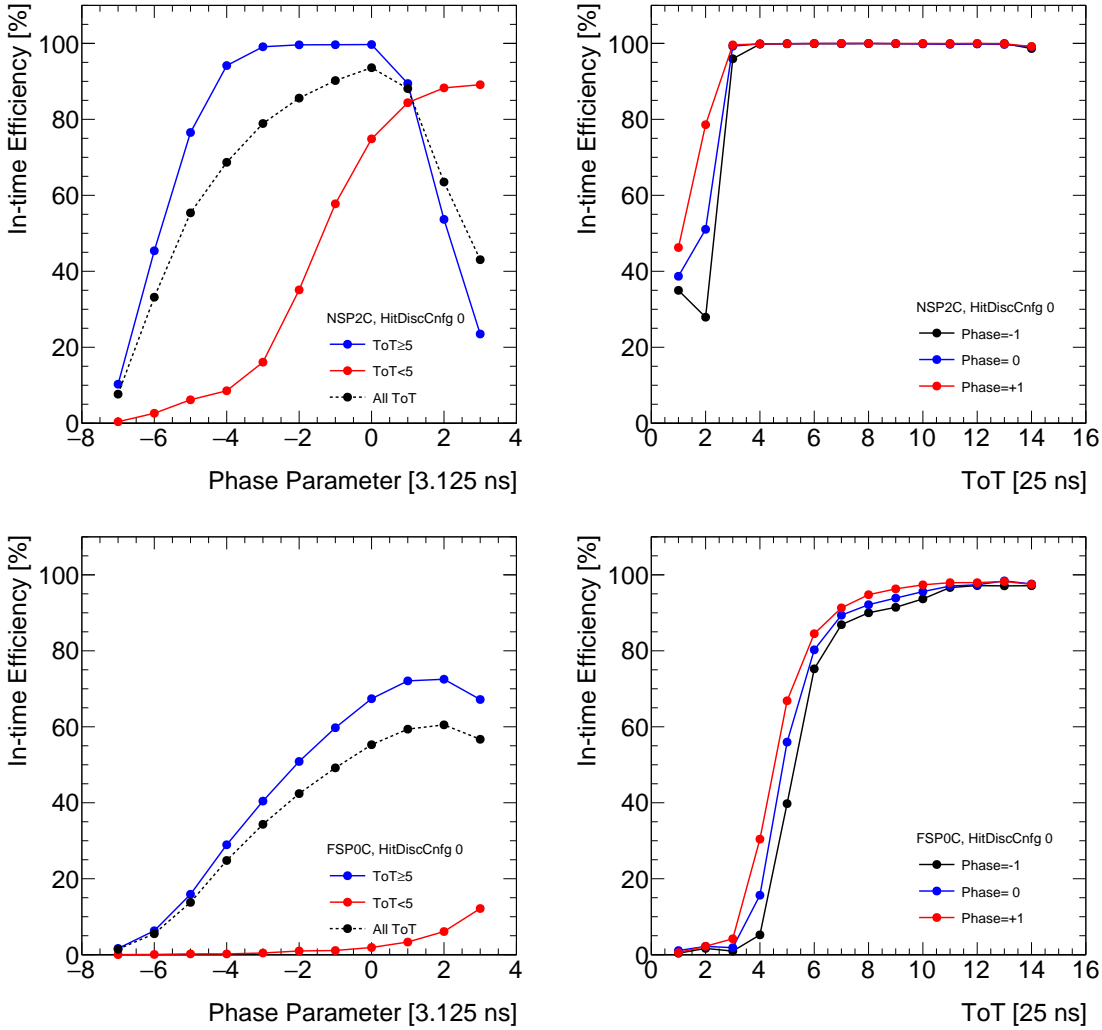 In-time Efficiency [%]
100
80
60
40
20
0
NSP2C, HitDiscCnfg 0
ToT≥5
ToT<5
All ToT
−8 −6 −4 −2 0 2 4
Phase Parameter [3.125 ns]
In-time Efficiency [%]
100
80
60
40
20
0
NSP2C, HitDiscCnfg 0
Phase=-1
Phase= 0
Phase=+1
0 2 4 6 8 10 12 14 16
ToT [25 ns]
In-time Efficiency [%]
100
80
60
40
20
0
FSP0C, HitDiscCnfg 0
ToT≥5
ToT<5
All ToT
−8 −6 −4 −2 0 2 4
Phase Parameter [3.125 ns]
In-time Efficiency [%]
100
80
60
40
20
0
FSP0C, HitDiscCnfg 0
Phase=-1
Phase= 0
Phase=+1
0 2 4 6 8 10 12 14 16
ToT [25 ns]